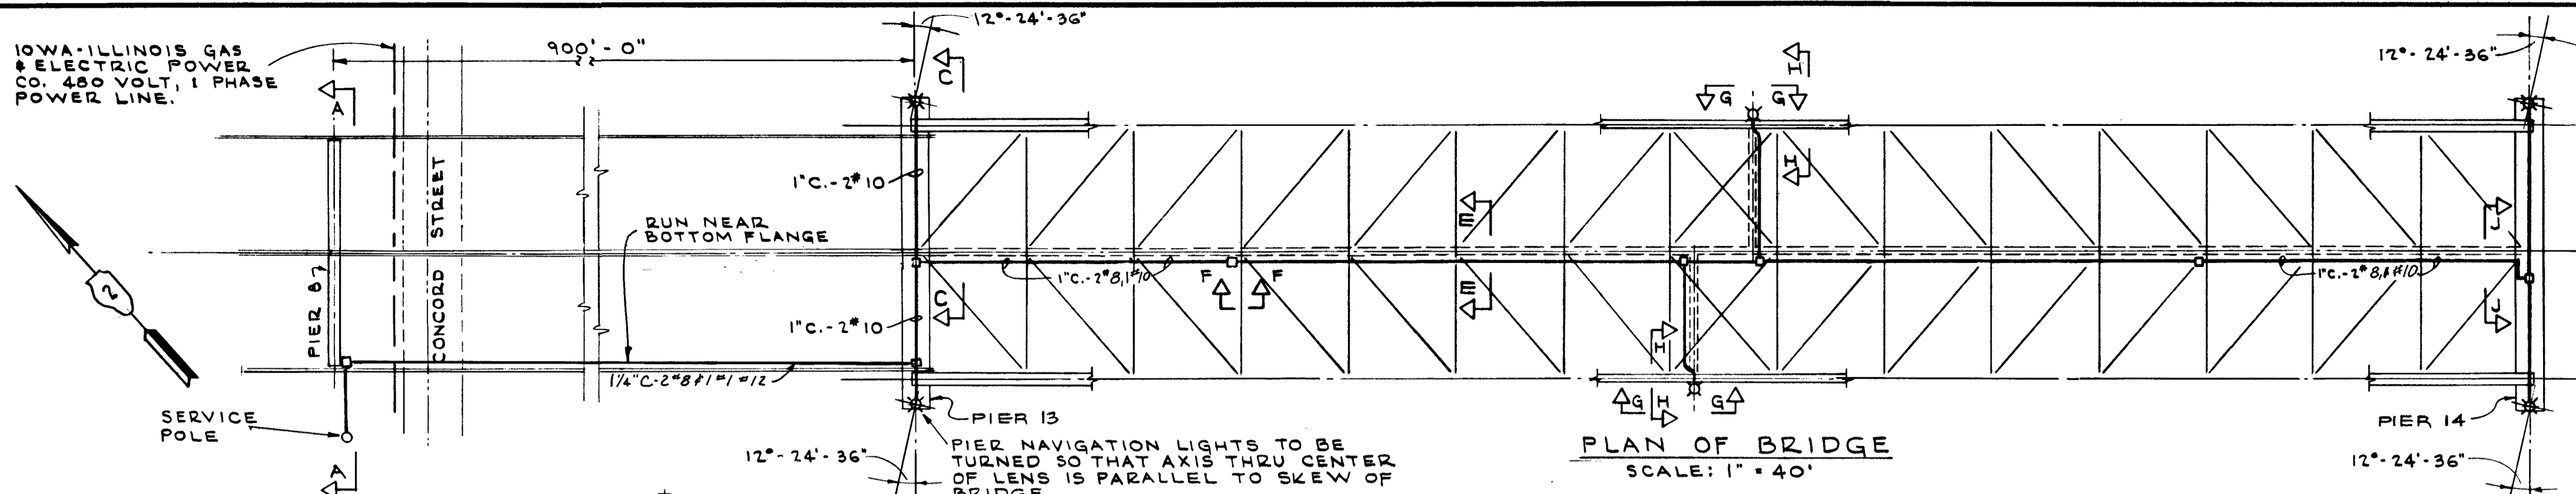 IOWA-ILLINOIS GAS
& ELECTRIC POWER
CO. 480 VOLT, 1 PHASE
POWER LINE.
900' - 0"
12°-24'-36"
12°-24'-36"
A
C
I
G
G
H
PIER 87
CONCORD STREET
1"C.-2#10
RUN NEAR
BOTTOM FLANGE
1"C.-2#8,1#10
F
F
E
E
J
1"C.-2#8,1#10
2
C
1"C.-2#10
H
J
1¼"C-2#8&1#1#12
SERVICE
POLE
A
PIER 13
G
H
G
PIER 14
12°-24'-36"
PIER NAVIGATION LIGHTS TO BE
TURNED SO THAT AXIS THRU CENTER
OF LENS IS PARALLEL TO SKEW OF
BRIDGE
PLAN OF BRIDGE
SCALE: 1" = 40'
12°-24'-36"